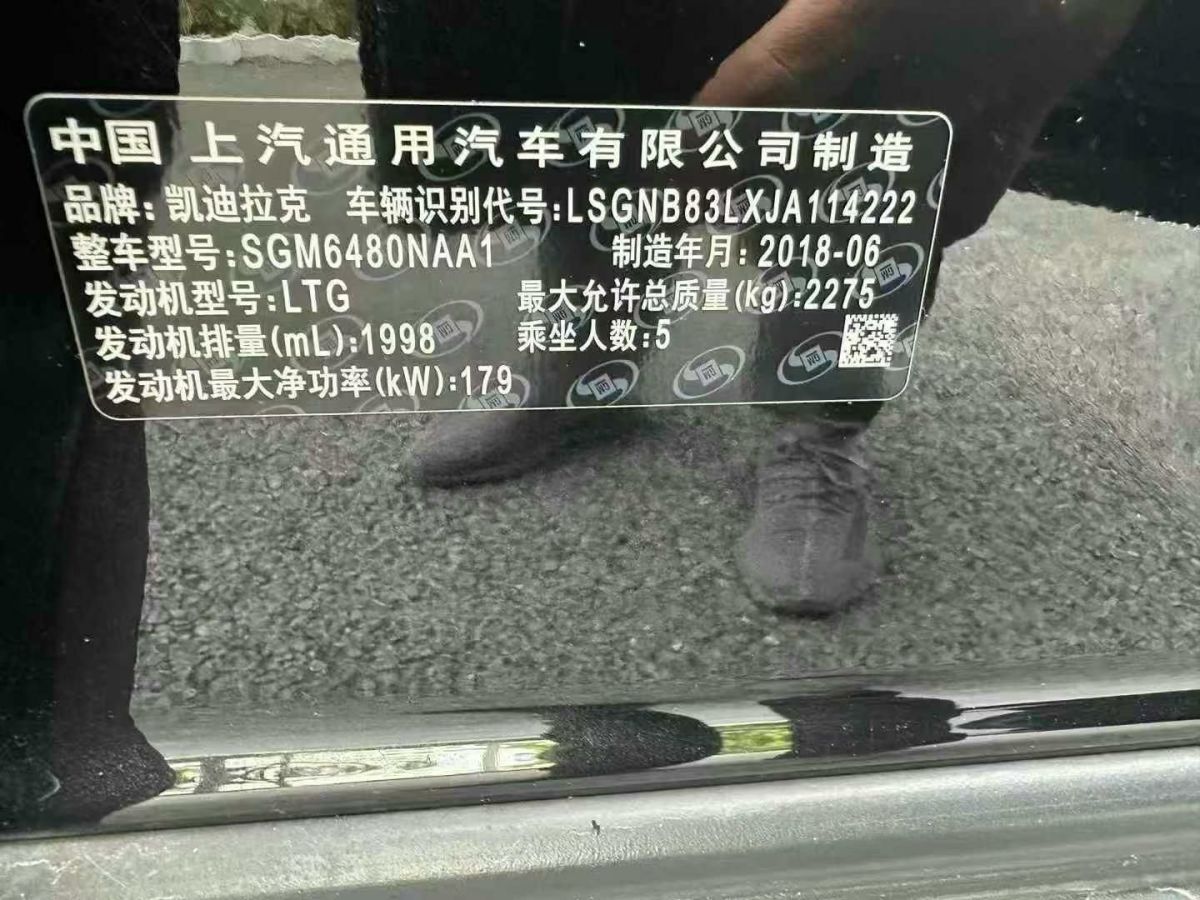 中国 上汽通用汽车有限公司制造
品牌:凯迪拉克 车辆识别代号:LSGNB83LXJA114222
整车型号:SGM6480NAA1 制造年月:2018-06
发动机型号:LTG 最大允许总质量(kg):2275
发动机排量(mL):1998 乘坐人数:5
发动机最大净功率(kW):179